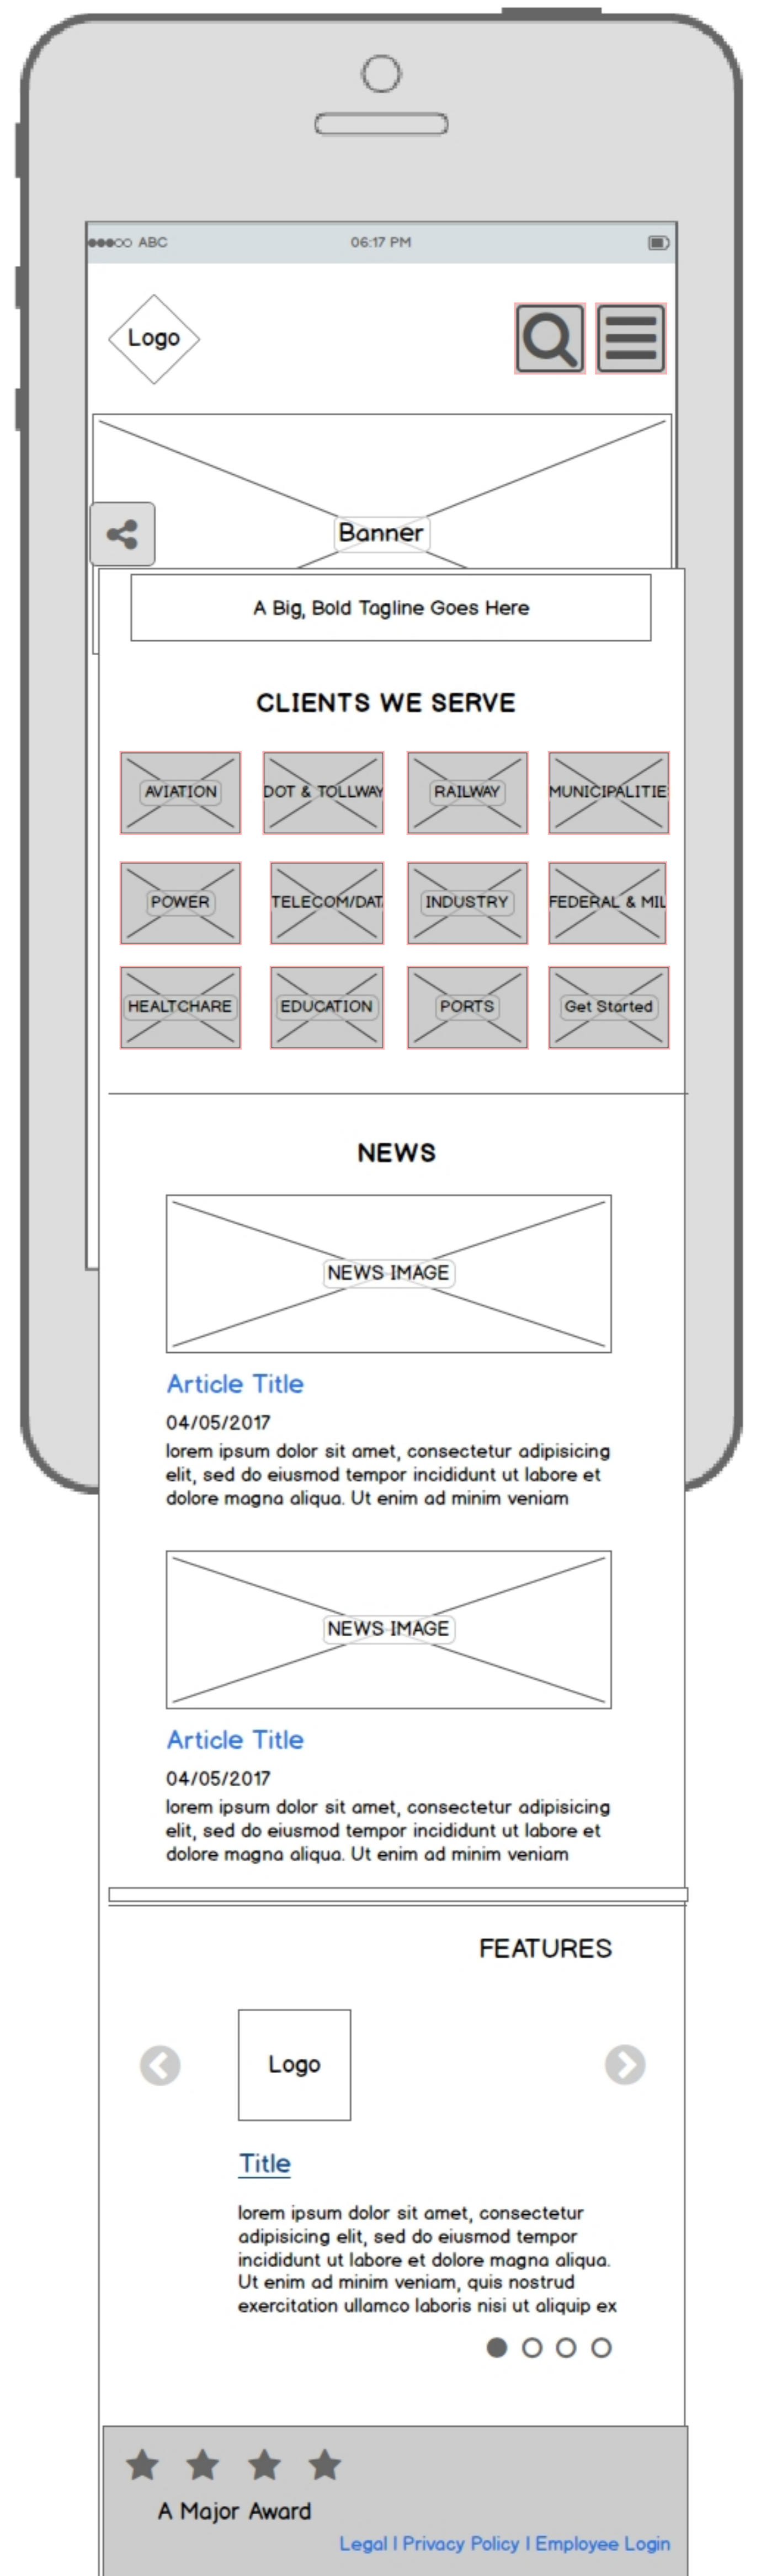 ABC 06:17 PM
Logo
Banner
A Big, Bold Tagline Goes Here
CLIENTS WE SERVE
AVIATION DOT & TOLLWAY RAILWAY MUNICIPALITIE
POWER TELECOM/DAT INDUSTRY FEDERAL & MIL
HEALTCHARE EDUCATION PORTS Get Started
NEWS
NEWS IMAGE
Article Title
04/05/2017
lorem ipsum dolor sit amet, consectetur adipisicing
elit, sed do eiusmod tempor incididunt ut labore et
dolore magna aliqua. Ut enim ad minim veniam
NEWS IMAGE
Article Title
04/05/2017
lorem ipsum dolor sit amet, consectetur adipisicing
elit, sed do eiusmod tempor incididunt ut labore et
dolore magna aliqua. Ut enim ad minim veniam
FEATURES
Logo
Title
lorem ipsum dolor sit amet, consectetur
adipisicing elit, sed do eiusmod tempor
incididunt ut labore et dolore magna aliqua.
Ut enim ad minim veniam, quis nostrud
exercitation ullamco laboris nisi ut aliquip ex
A Major Award
Legal | Privacy Policy | Employee Login